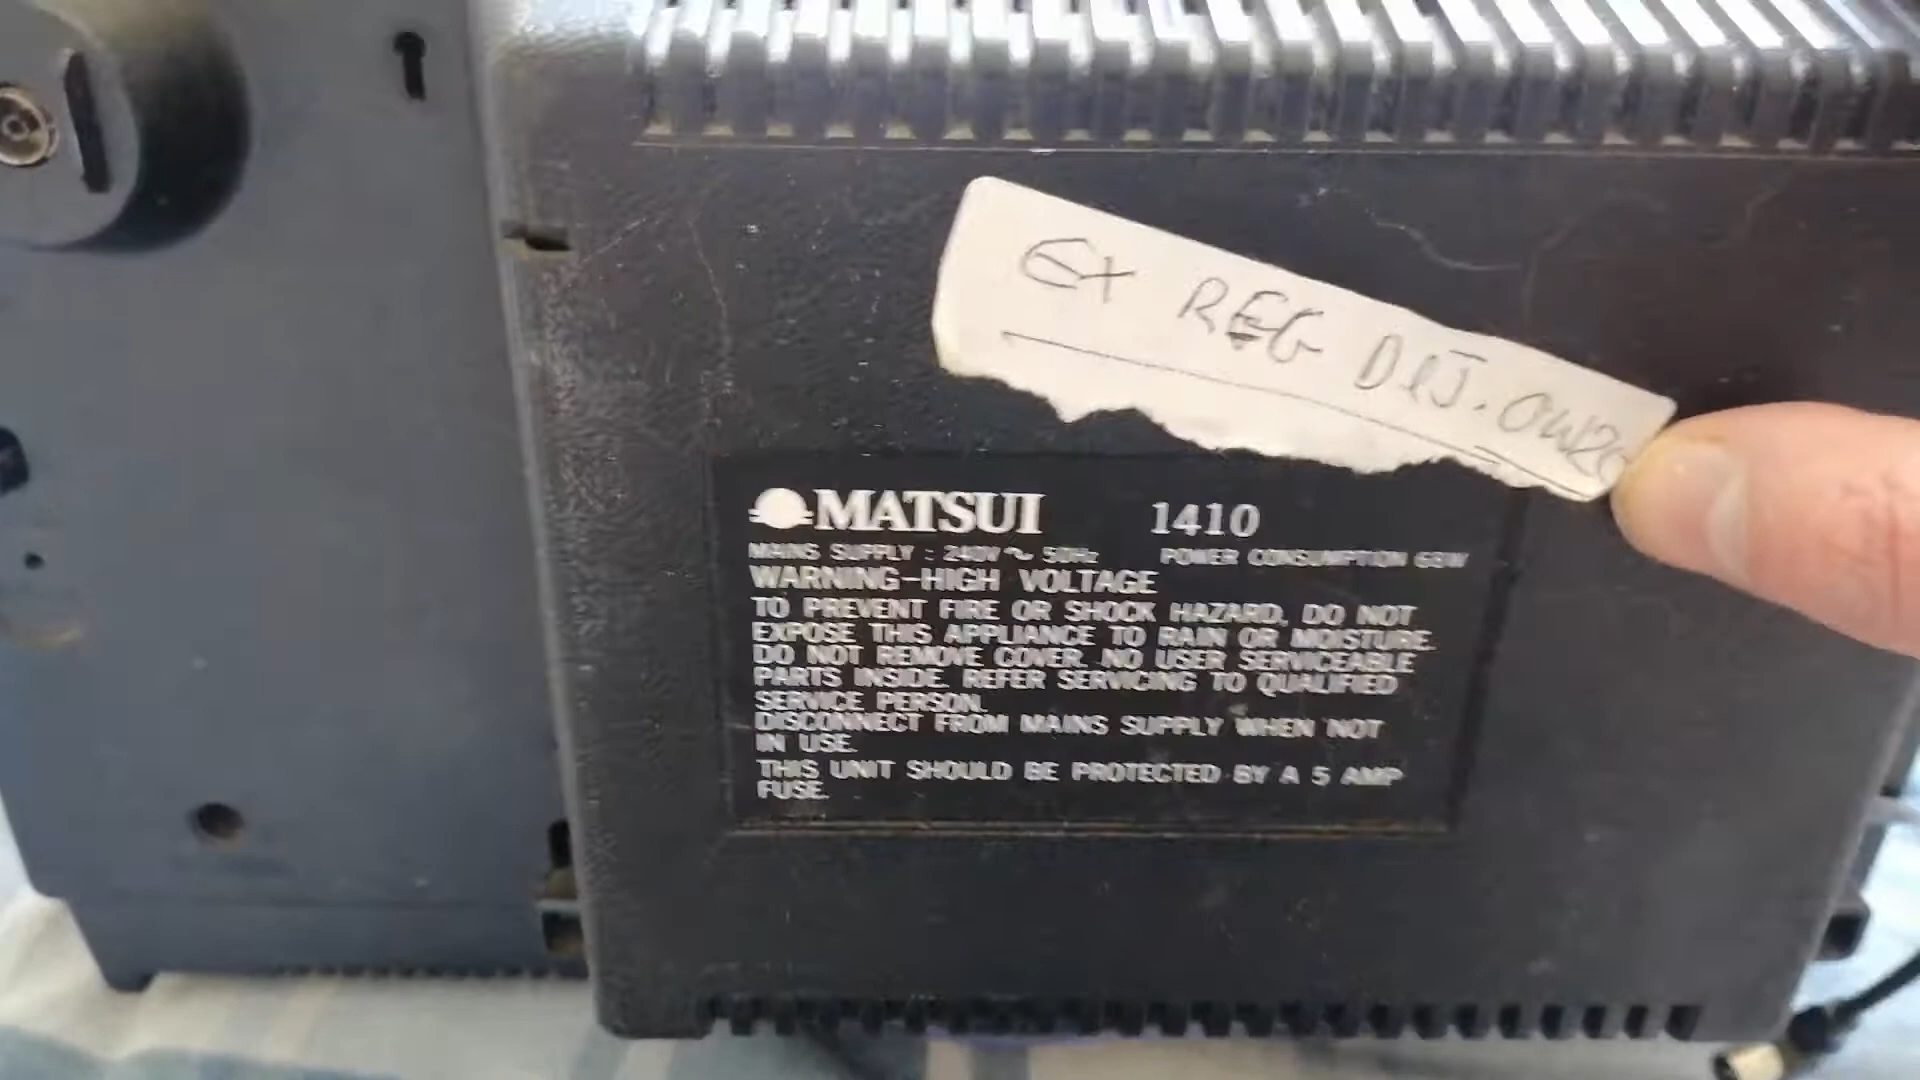 EX REG
MATSUI 1410
MAINS SUPPLY : 240V ~ 50Hz POWER CONSUMPTION
WARNING-HIGH VOLTAGE
TO PREVENT FIRE OR SHOCK HAZARD, DO NOT
EXPOSE THIS APPLIANCE TO RAIN OR MOISTURE.
DO NOT REMOVE COVER. NO USER SERVICEABLE
PARTS INSIDE. REFER SERVICING TO QUALIFIED
SERVICE PERSON.
DISCONNECT FROM MAINS SUPPLY WHEN NOT
IN USE.
THIS UNIT SHOULD BE PROTECTED BY A 5 AMP
FUSE.